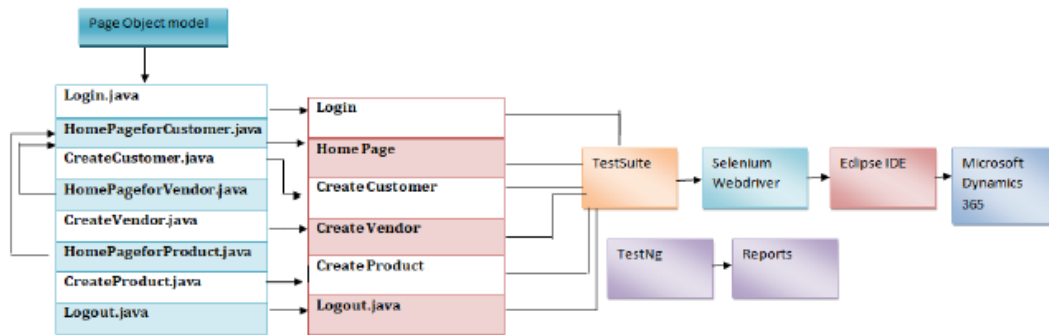 Page Object model
Login.java
HomePageforCustomer.java
CreateCustomer.java
HomePageforVendor.java
CreateVendor.java
HomePageforProduct.java
CreateProduct.java
Logout.java
Login
Home Page
Create Customer
Create Vendor
Create Product
Logout.java
TestSuite
Selenium
Webdriver
Eclipse IDE
Microsoft
Dynamics
365
TestNg
Reports